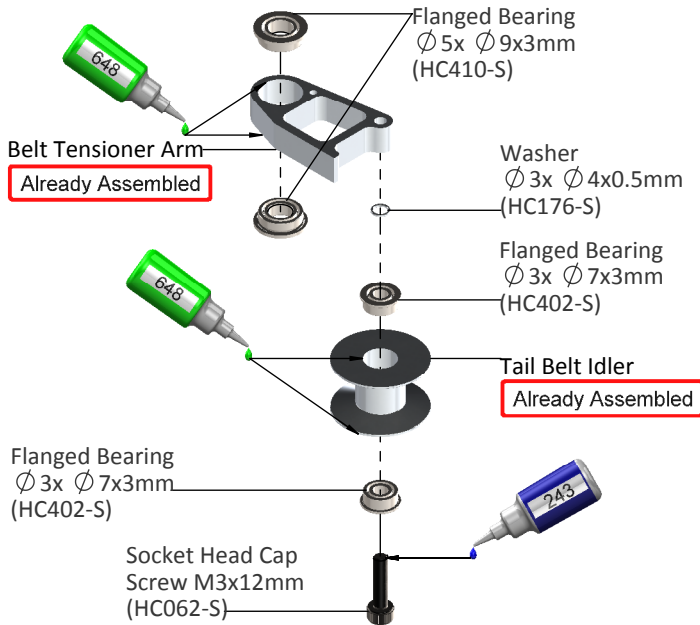 Flanged Bearing
∅ 5x ∅ 9x3mm
(HC410-S)
648
Belt Tensioner Arm
Already Assembled
Washer
∅ 3x ∅ 4x0.5mm
(HC176-S)
Flanged Bearing
∅ 3x ∅ 7x3mm
(HC402-S)
648
Tail Belt Idler
Already Assembled
Flanged Bearing
∅ 3x ∅ 7x3mm
(HC402-S)
243
Socket Head Cap
Screw M3x12mm
(HC062-S)